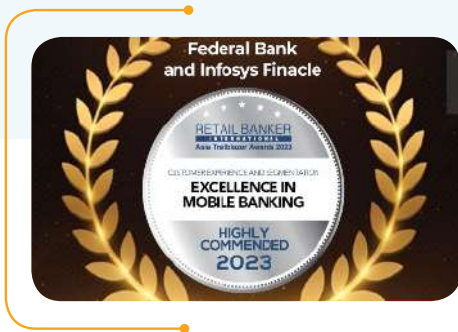 Federal Bank
and Infosys Finacle
RETAIL BANKER
INTERNATIONAL
Asia Trailblazer Awards 2023
CUSTOMER EXPERIENCE AND SEGMENTATION
EXCELLENCE IN
MOBILE BANKING
HIGHLY
COMMENDED
2023